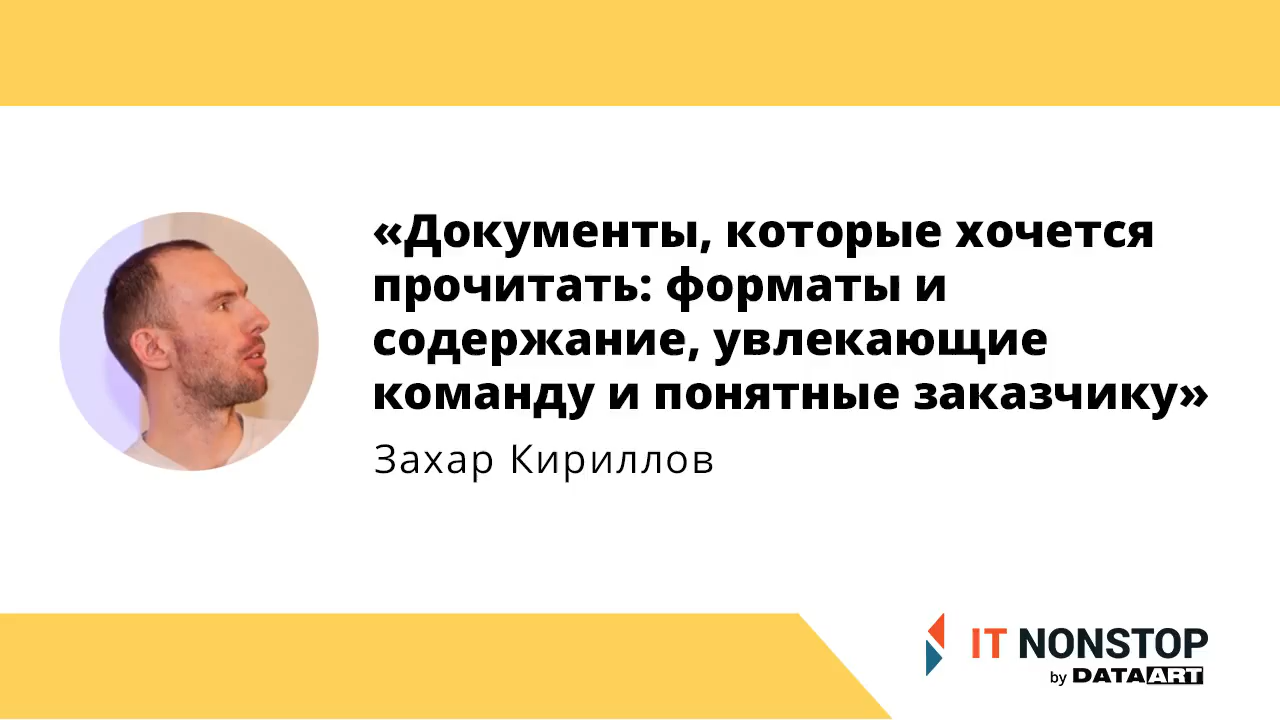 «Документы, которые хочется
прочитать: форматы и
содержание, увлекающие
команду и понятные заказчику»
Захар Кириллов
IT NONSTOP
by DATAART